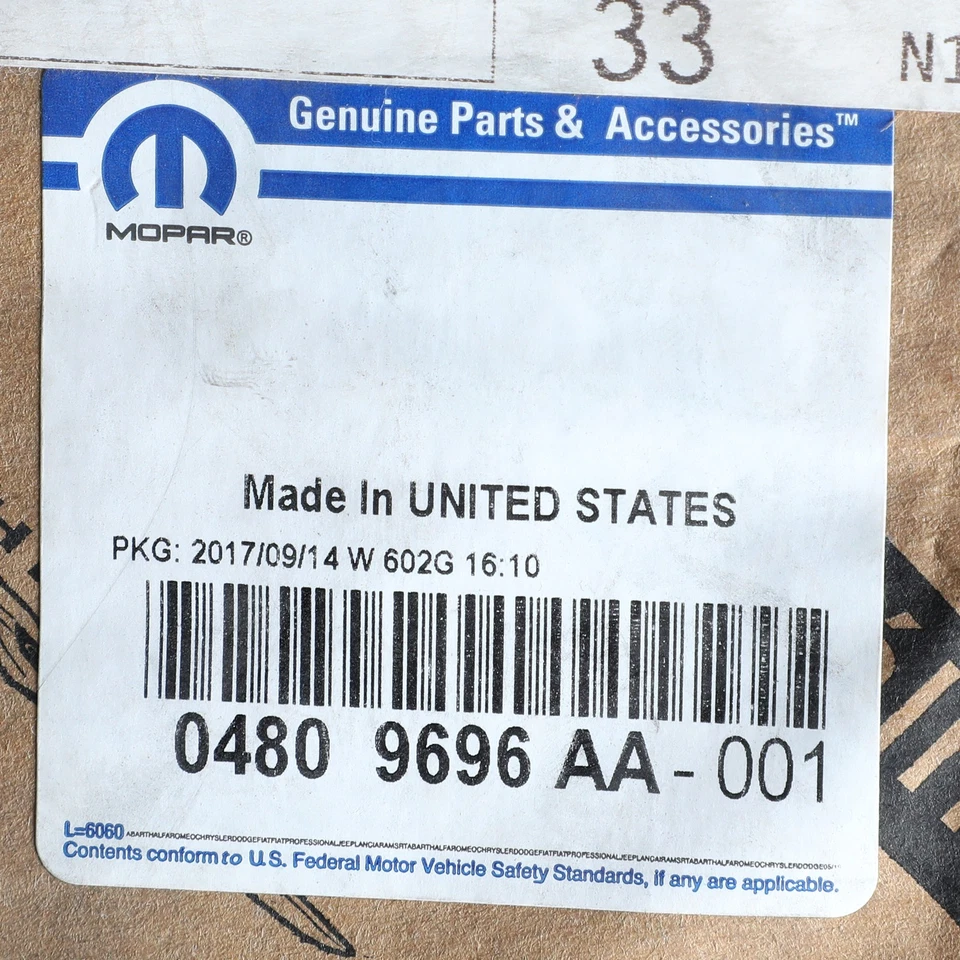 33
N1
Genuine Parts & Accessories™
MOPAR®
Made In UNITED STATES
PKG: 2017/09/14 W 602G 16:10
0480 9696 AA - 001
L=6060 ABARTHALFAROMEOCHRYSLERDODGEFIATFIATPROFESSIONALJEEPLANCIARAMSRTABARTHALFAROMEOCHRYSLERDODGEFIATFIATPROFESSIONALJEEPLANCIARAMSRTABARTHALFAROMEOCHRYSLERDODGE
Contents conform to U.S. Federal Motor Vehicle Safety Standards, if any are applicable.